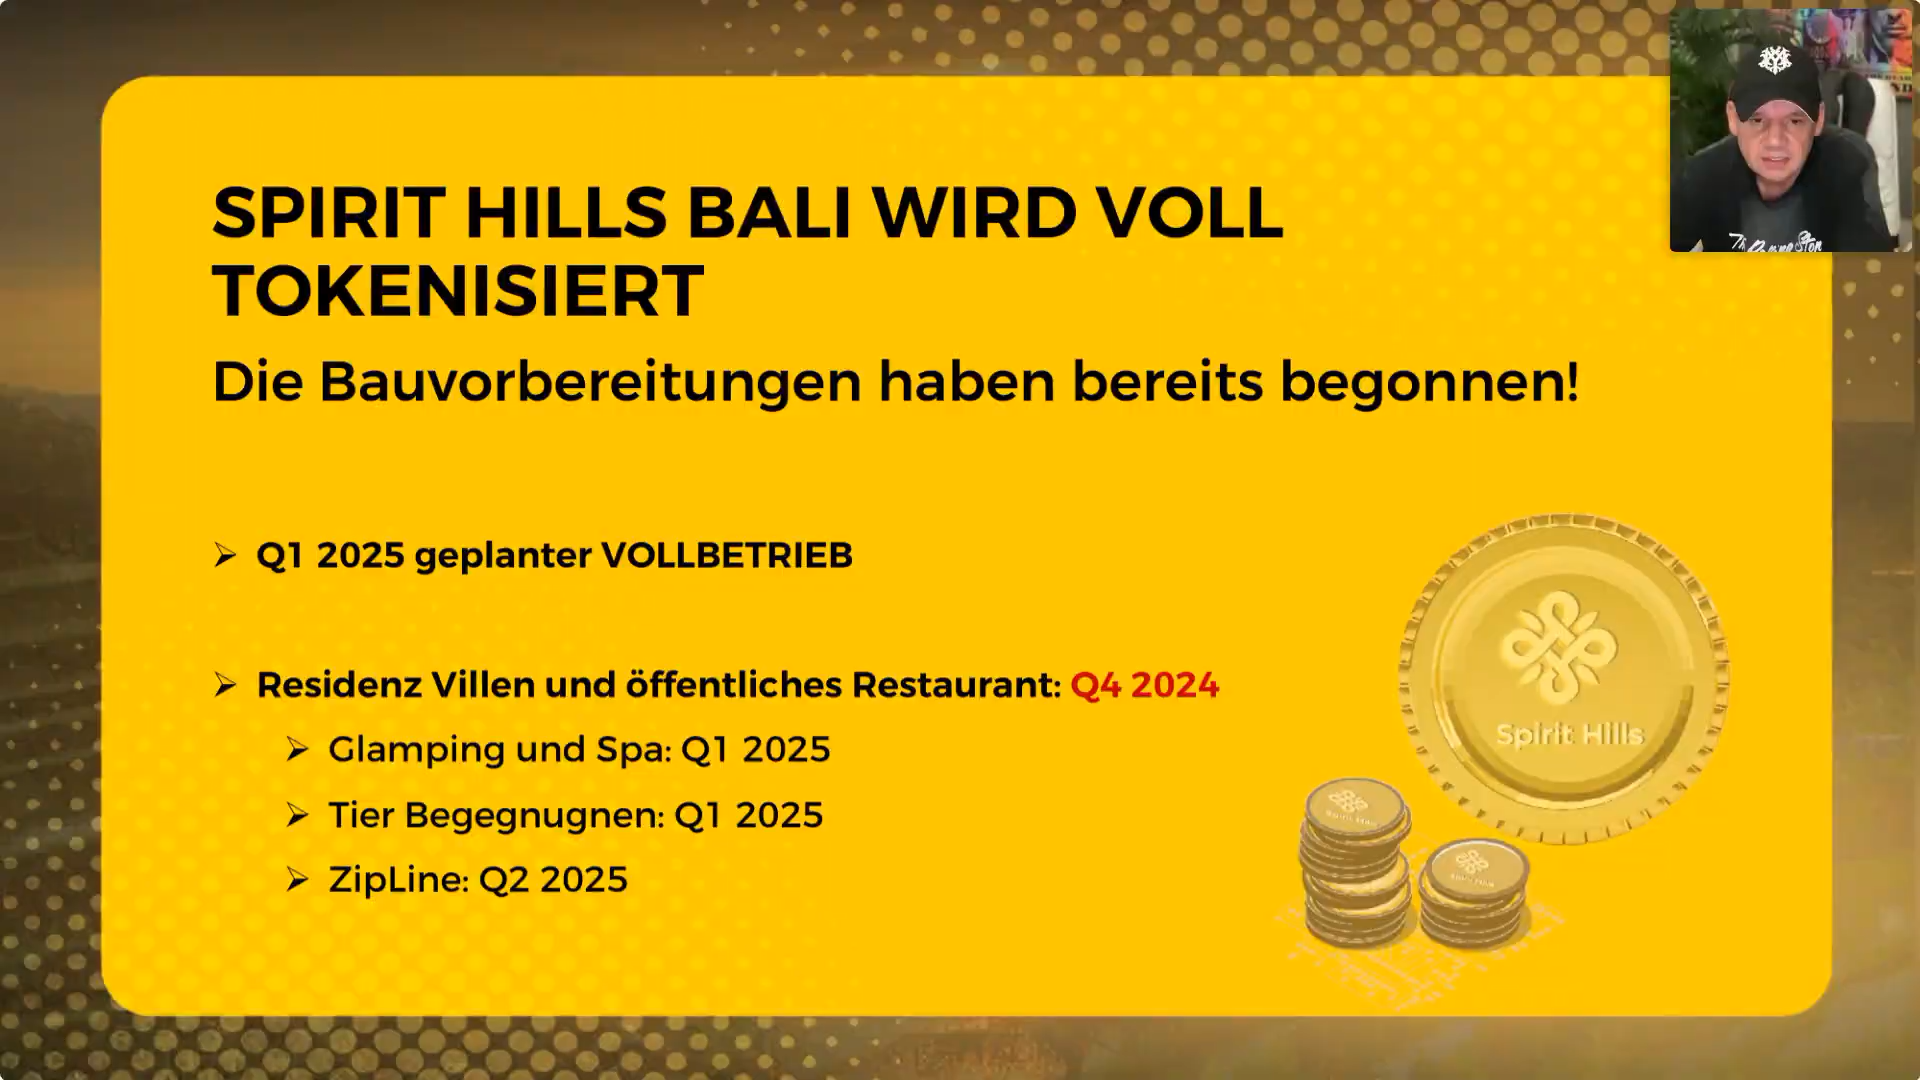 SPIRIT HILLS BALI WIRD VOLL
TOKENISIERT
Die Bauvorbereitungen haben bereits begonnen!
➢ Q1 2025 geplanter VOLLBETRIEB
➢ Residenz Villen und öffentliches Restaurant: Q4 2024
➢ Glamping und Spa: Q1 2025
➢ Tier Begegnugnen: Q1 2025
➢ ZipLine: Q2 2025
Spirit Hills